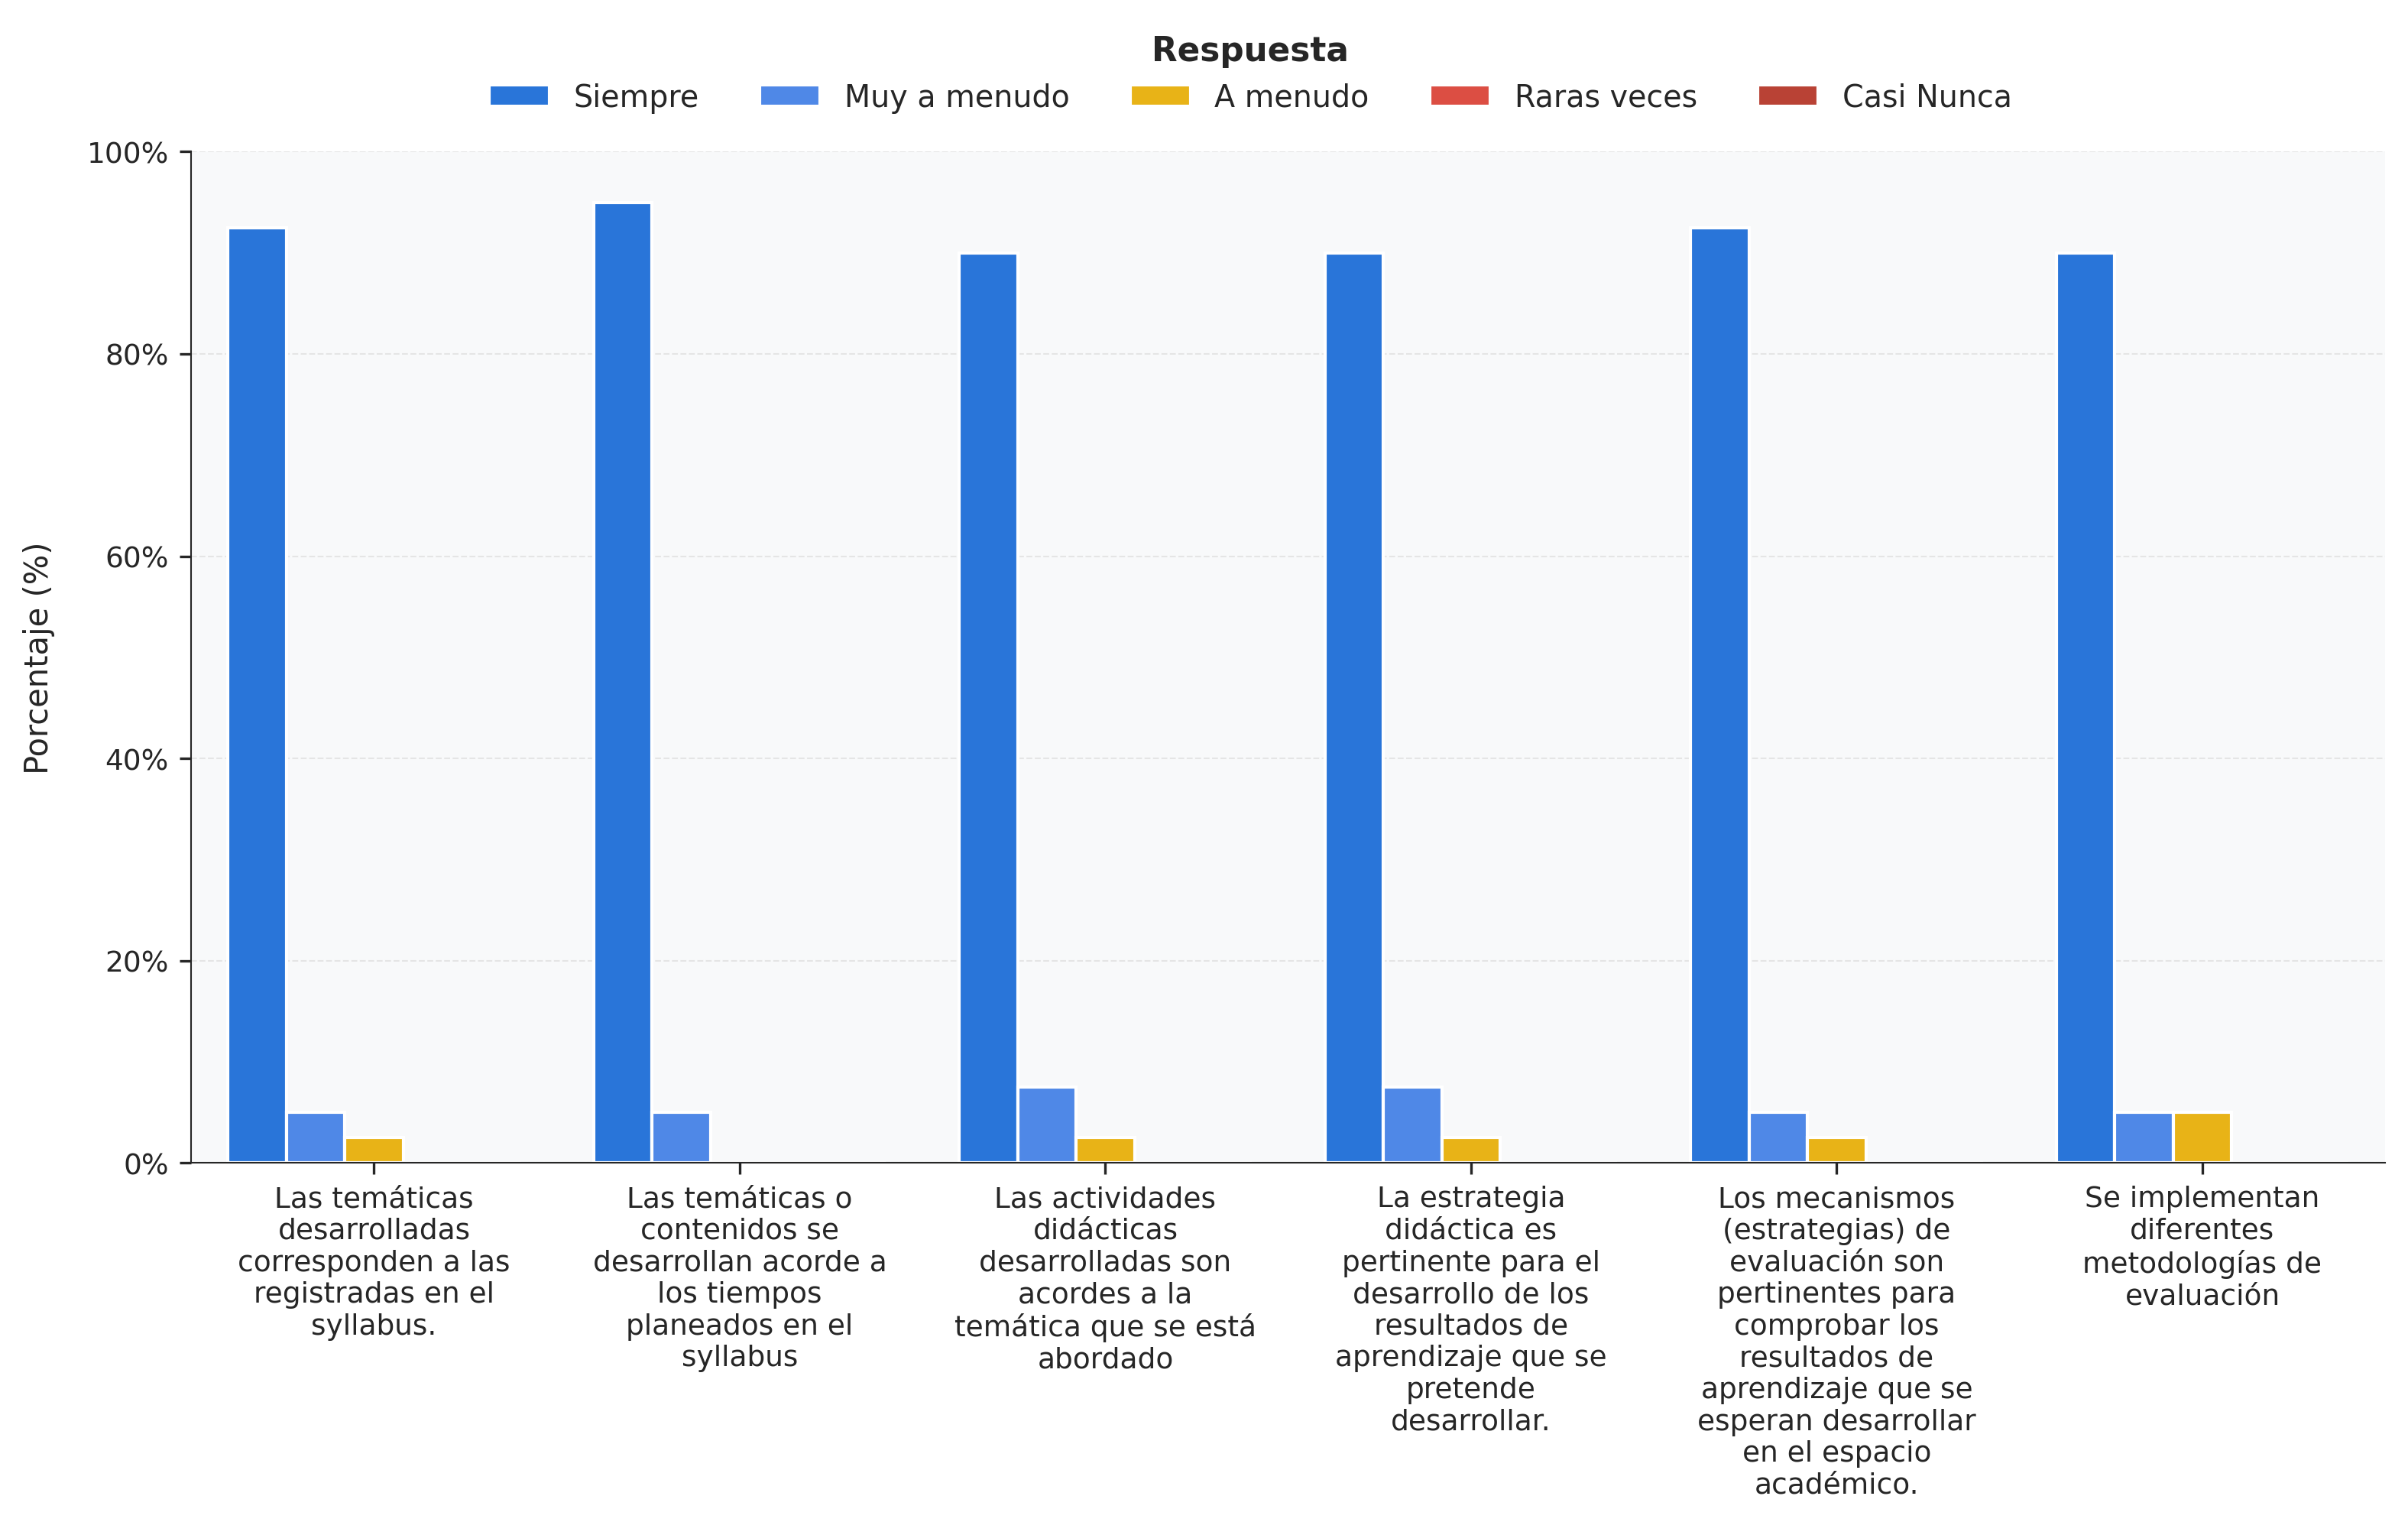 Respuesta
Siempre
Muy a menudo
A menudo
Raras veces
Casi Nunca
Porcentaje (%)
100%
80%
60%
40%
20%
0%
Las temáticas
desarrolladas
corresponden a las
registradas en el
syllabus.
Las temáticas o
contenidos se
desarrollan acorde a
los tiempos
planeados en el
syllabus
Las actividades
didácticas
desarrolladas son
acordes a la
temática que se está
abordado
La estrategia
didáctica es
pertinente para el
desarrollo de los
resultados de
aprendizaje que se
pretende
desarrollar.
Los mecanismos
(estrategias) de
evaluación son
pertinentes para
comprobar los
resultados de
aprendizaje que se
esperan desarrollar
en el espacio
académico.
Se implementan
diferentes
metodologías de
evaluación